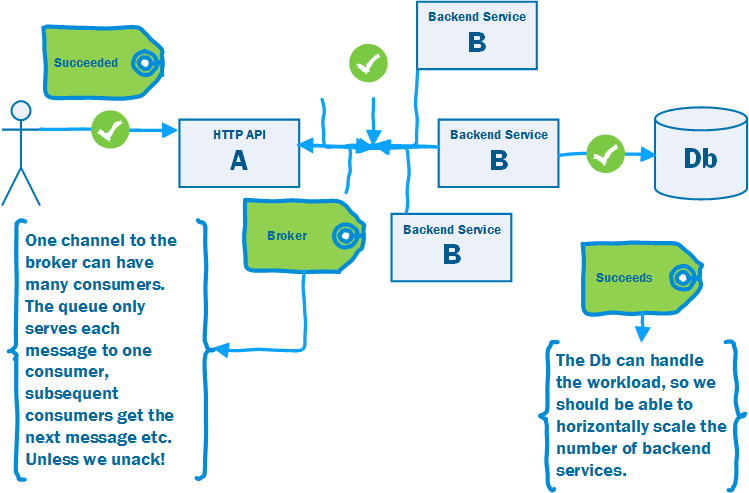 Backend Service
B
Succeeded
HTTP API
A
Backend Service
B
Db
Broker
Backend Service
B
One channel to the
broker can have
many consumers.
The queue only
serves each
message to one
consumer,
subsequent
consumers get the
next message etc.
Unless we unack!
Succeeds
The Db can handle
the workload, so we
should be able to
horizontally scale the
number of backend
services.